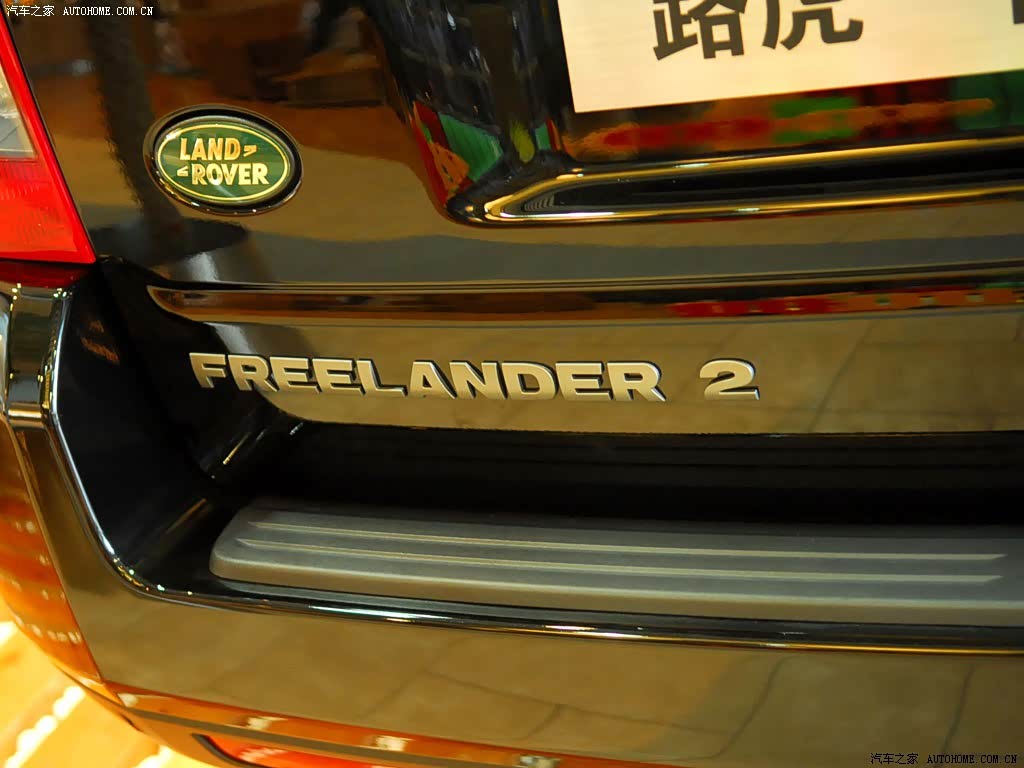 汽车之家 AUTOHOME.COM.CN
路虎
LAND
ROVER
FREELANDER 2
汽车之家 AUTOHOME.COM.CN